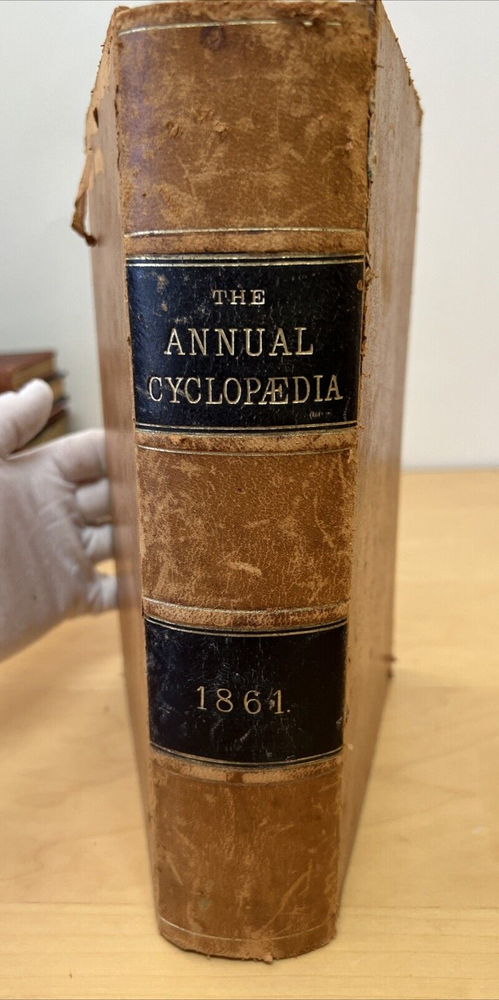 THE
ANNUAL
CYCLOPÆDIA
1861.